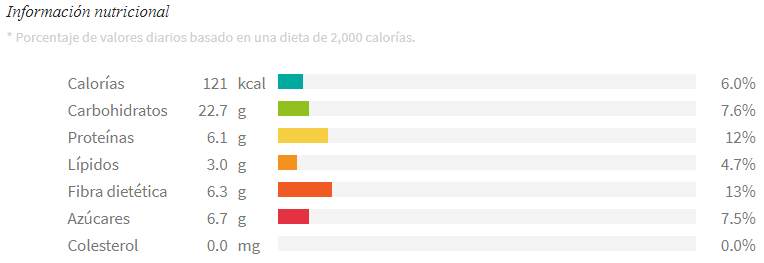 Información nutricional
* Porcentaje de valores diarios basado en una dieta de 2,000 calorías.
Calorías 121 kcal 6.0%
Carbohidratos 22.7 g 7.6%
Proteínas 6.1 g 12%
Lípidos 3.0 g 4.7%
Fibra dietética 6.3 g 13%
Azúcares 6.7 g 7.5%
Colesterol 0.0 mg 0.0%